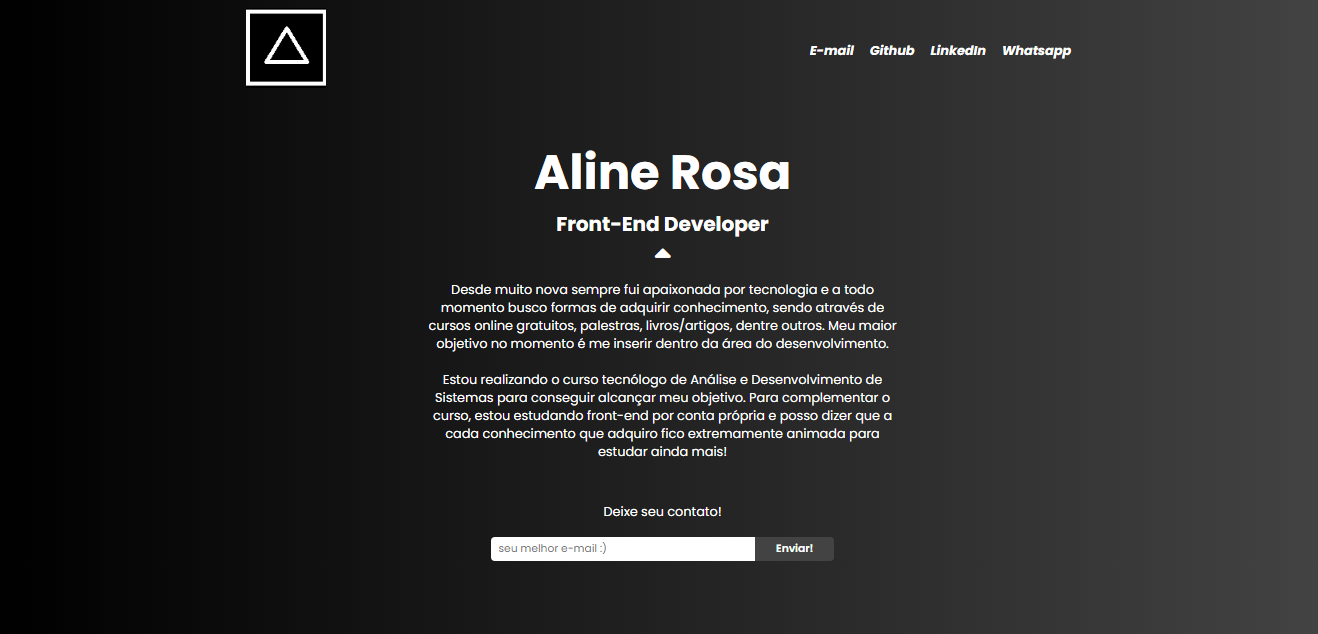 E-mail Github LinkedIn Whatsapp
Aline Rosa
Front-End Developer
Desde muito nova sempre fui apaixonada por tecnologia e a todo
momento busco formas de adquirir conhecimento, sendo através de
cursos online gratuitos, palestras, livros/artigos, dentre outros. Meu maior
objetivo no momento é me inserir dentro da área do desenvolvimento.
Estou realizando o curso tecnólogo de Análise e Desenvolvimento de
Sistemas para conseguir alcançar meu objetivo. Para complementar o
curso, estou estudando front-end por conta própria e posso dizer que a
cada conhecimento que adquiro fico extremamente animada para
estudar ainda mais!
Deixe seu contato!
seu melhor e-mail :) Enviar!